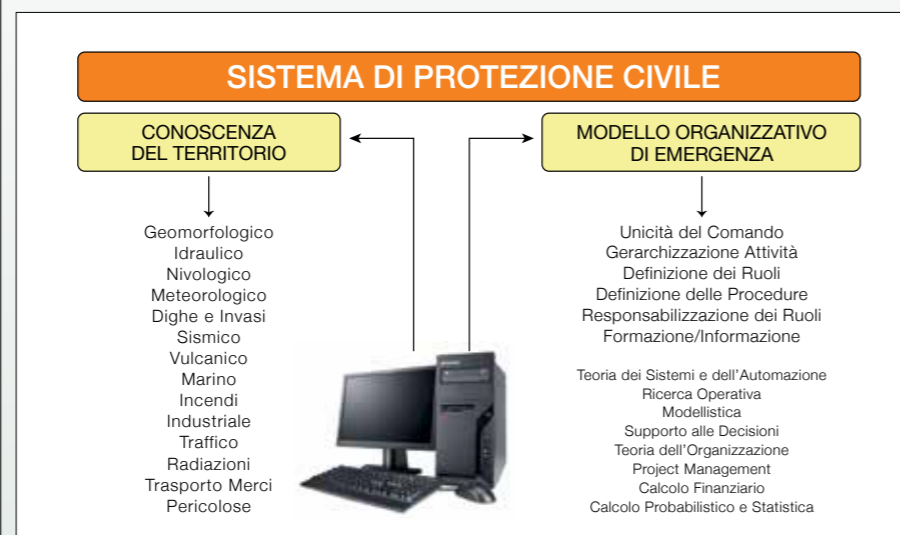 SISTEMA DI PROTEZIONE CIVILE
CONOSCENZA
DEL TERRITORIO
Geomorfologico
Idraulico
Nivologico
Meteorologico
Dighe e Invasi
Sismico
Vulcanico
Marino
Incendi
Industriale
Traffico
Radiazioni
Trasporto Merci
Pericolose
MODELLO ORGANIZZATIVO
DI EMERGENZA
Unicità del Comando
Gerarchizzazione Attività
Definizione dei Ruoli
Definizione delle Procedure
Responsabilizzazione dei Ruoli
Formazione/Informazione
Teoria dei Sistemi e dell'Automazione
Ricerca Operativa
Modellistica
Supporto alle Decisioni
Teoria dell'Organizzazione
Project Management
Calcolo Finanziario
Calcolo Probabilistico e Statistica